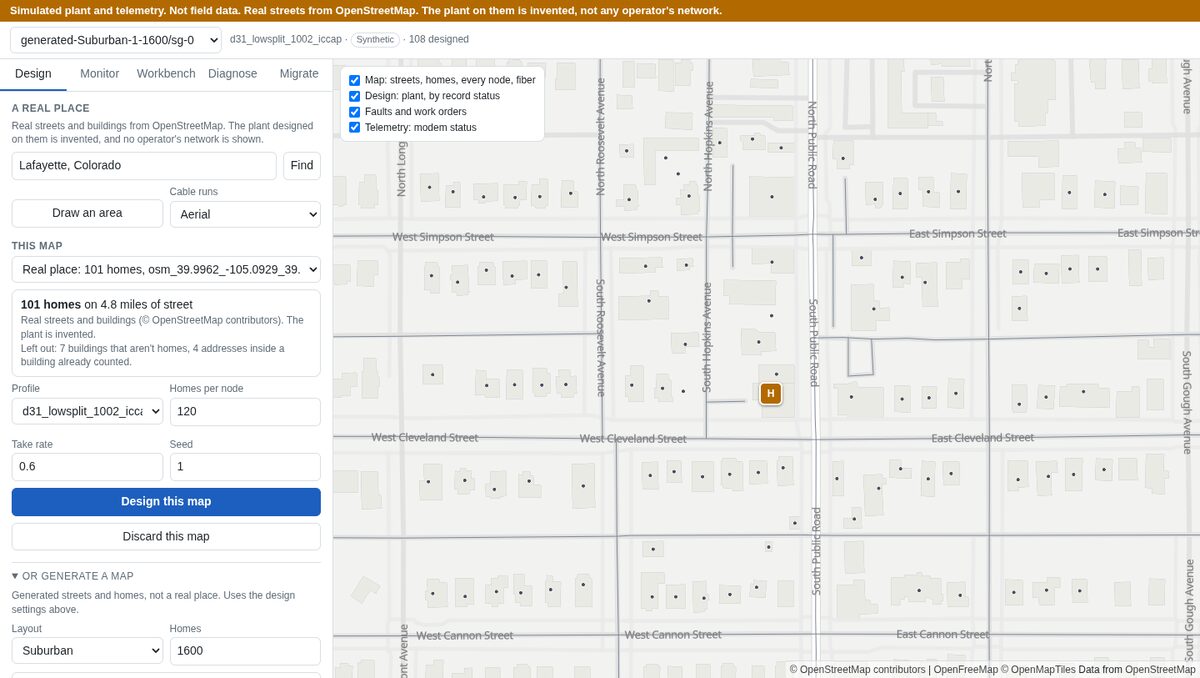 Simulated plant and telemetry. Not field data. Real streets from OpenStreetMap. The plant on them is invented, not any operator's network.
generated-Suburban-1-1600/sg-0
d31_lowsplit_1002_iccap · Synthetic · 108 designed
Design Monitor Workbench Diagnose Migrate
A REAL PLACE
Real streets and buildings from OpenStreetMap. The plant designed
on them is invented, and no operator's network is shown.
Lafayette, Colorado
Find
Cable runs
Draw an area
Aerial
THIS MAP
Real place: 101 homes, osm_39.9962_-105.0929_39.
101 homes on 4.8 miles of street
Real streets and buildings (© OpenStreetMap contributors). The
plant is invented.
Left out: 7 buildings that aren't homes, 4 addresses inside a
building already counted.
Profile
Homes per node
d31_lowsplit_1002_icca
120
Take rate
Seed
0.6
1
Design this map
Discard this map
▼ OR GENERATE A MAP
Generated streets and homes, not a real place. Uses the design
settings above.
Layout
Homes
Suburban
1600
Map: streets, homes, every node, fiber
Design: plant, by record status
Faults and work orders
Telemetry: modem status
North Long
North Roosevelt Avenue
North Hopkins Avenue
North Public Road
Nort
ugh Avenue
West Simpson Street
West Simpson Street
East Simpson Street
East Simpson Str
South Roosevelt Avenue
South Hopkins Avenue
South Public Road
South Gough Avenue
H
West Cleveland Street
West Cleveland Street
East Cleveland Street
South Public Road
South Gough Avenue
West Cannon Street
West Cannon Street
East Cannon Street
nt Avenue
© OpenStreetMap contributors | OpenFreeMap © OpenMapTiles Data from OpenStreetMap